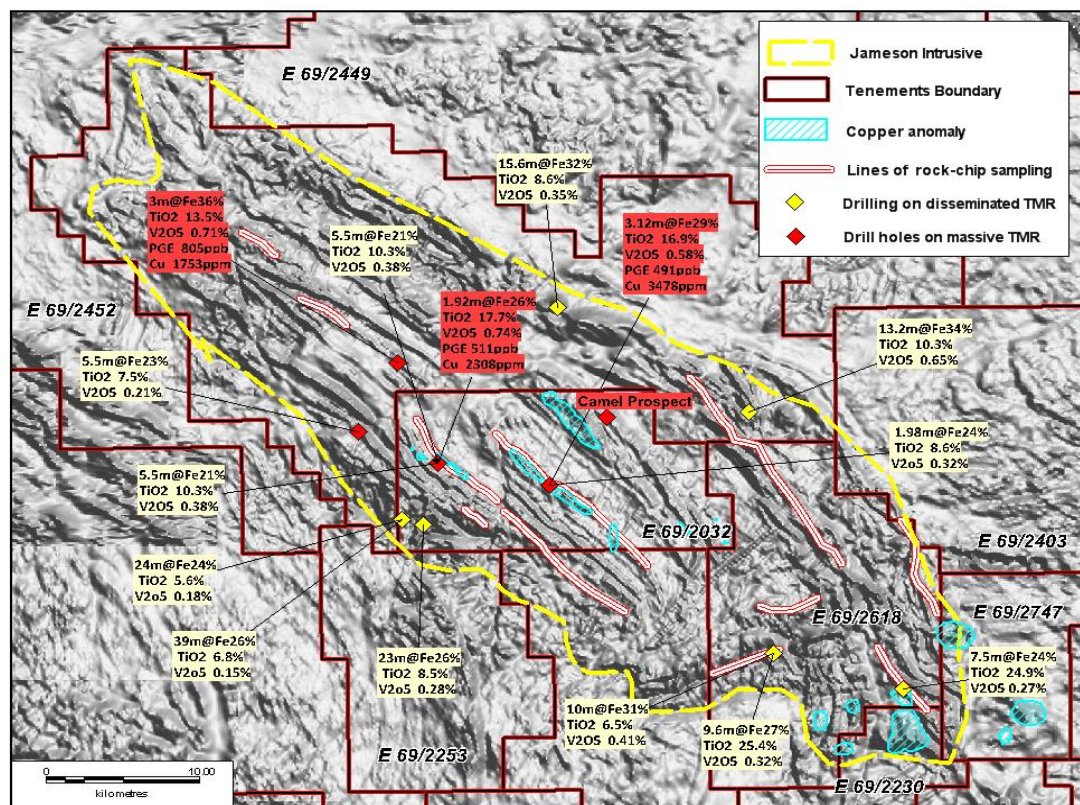 E 69/2449
Jameson Intrusive
Tenements Boundary
Copper anomaly
Lines of rock-chip sampling
Drilling on disseminated TMR
Drill holes on massive TMR
15.6m@Fe32%
TiO2 8.6%
V2O5 0.35%
3m@Fe36%
TiO2 13.5%
V2O5 0.71%
PGE 805ppb
Cu 1753ppm
5.5m@Fe21%
TiO2 10.3%
V2O5 0.38%
3.12m@Fe29%
TiO2 16.9%
V2O5 0.58%
PGE 491ppb
Cu 3478ppm
E 69/2452
1.92m@Fe26%
TiO2 17.7%
V2O5 0.74%
PGE 511ppb
Cu 2308ppm
13.2m@Fe34%
TiO2 10.3%
V2O5 0.65%
5.5m@Fe23%
TiO2 7.5%
V2O5 0.21%
Camel Prospect
1.98m@Fe24%
TiO2 8.6%
V2o5 0.32%
5.5m@Fe21%
TiO2 10.3%
V2O5 0.38%
E 69/2032
E 69/2403
24m@Fe24%
TiO2 5.6%
V2o5 0.18%
E 69/2618
E 69/2747
39m@Fe26%
TiO2 6.8%
V2o5 0.15%
23m@Fe26%
TiO2 8.5%
V2o5 0.28%
7.5m@Fe24%
TiO2 24.9%
V2O5 0.27%
10m@Fe31%
TiO2 6.5%
V2O5 0.41%
9.6m@Fe27%
TiO2 25.4%
V2O5 0.32%
E 69/2253
E 69/2230
0 10.00
kilometres